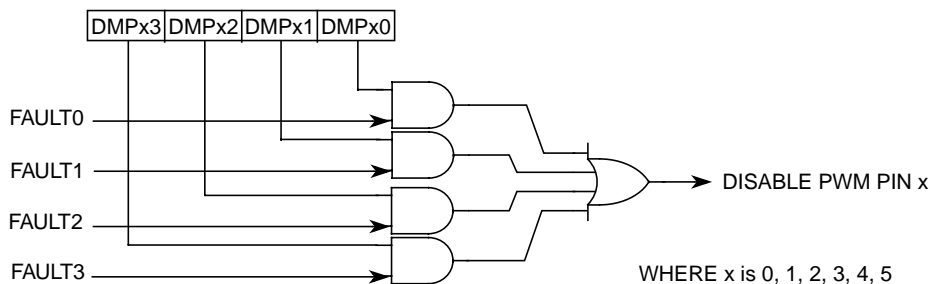 DMPx3 DMPx2 DMPx1 DMPx0
FAULT0
FAULT1
FAULT2
FAULT3
DISABLE PWM PIN x
WHERE x is 0, 1, 2, 3, 4, 5